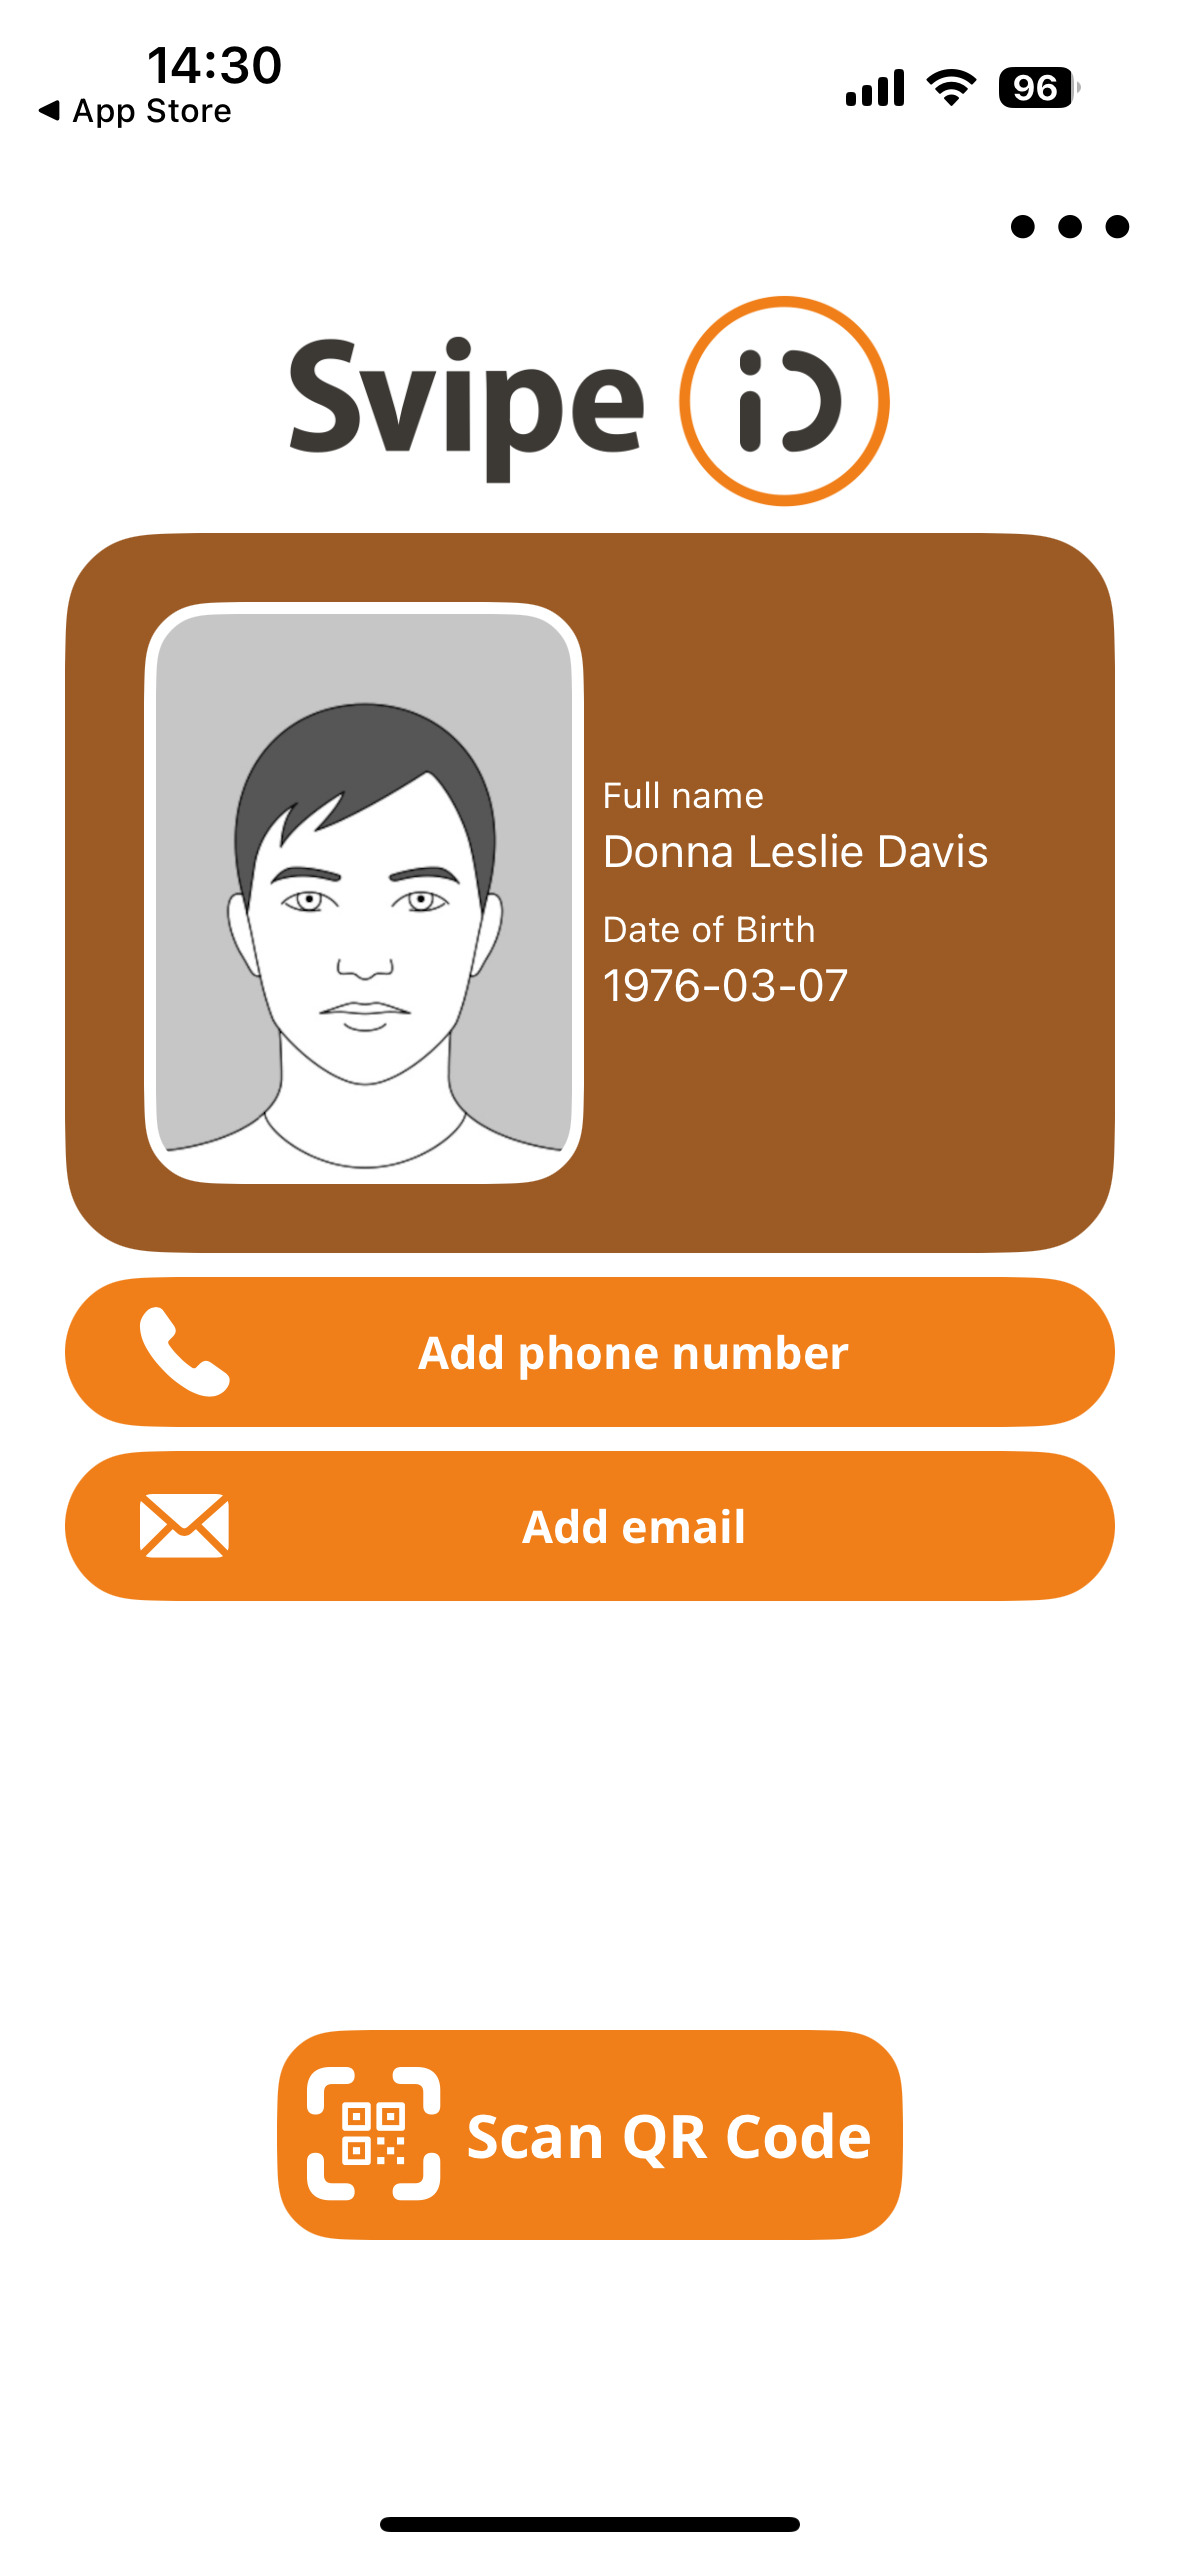 14:30
App Store
96
Svipe iD
Full name
Donna Leslie Davis
Date of Birth
1976-03-07
Add phone number
Add email
Scan QR Code